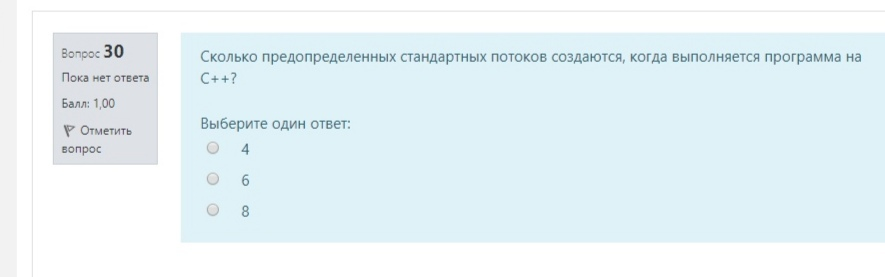 Вопрос 30
Пока нет ответа
Балл: 1,00
Отметить
вопрос
Сколько предопределенных стандартных потоков создаются, когда выполняется программа на
C++?
Выберите один ответ:
4
6
8